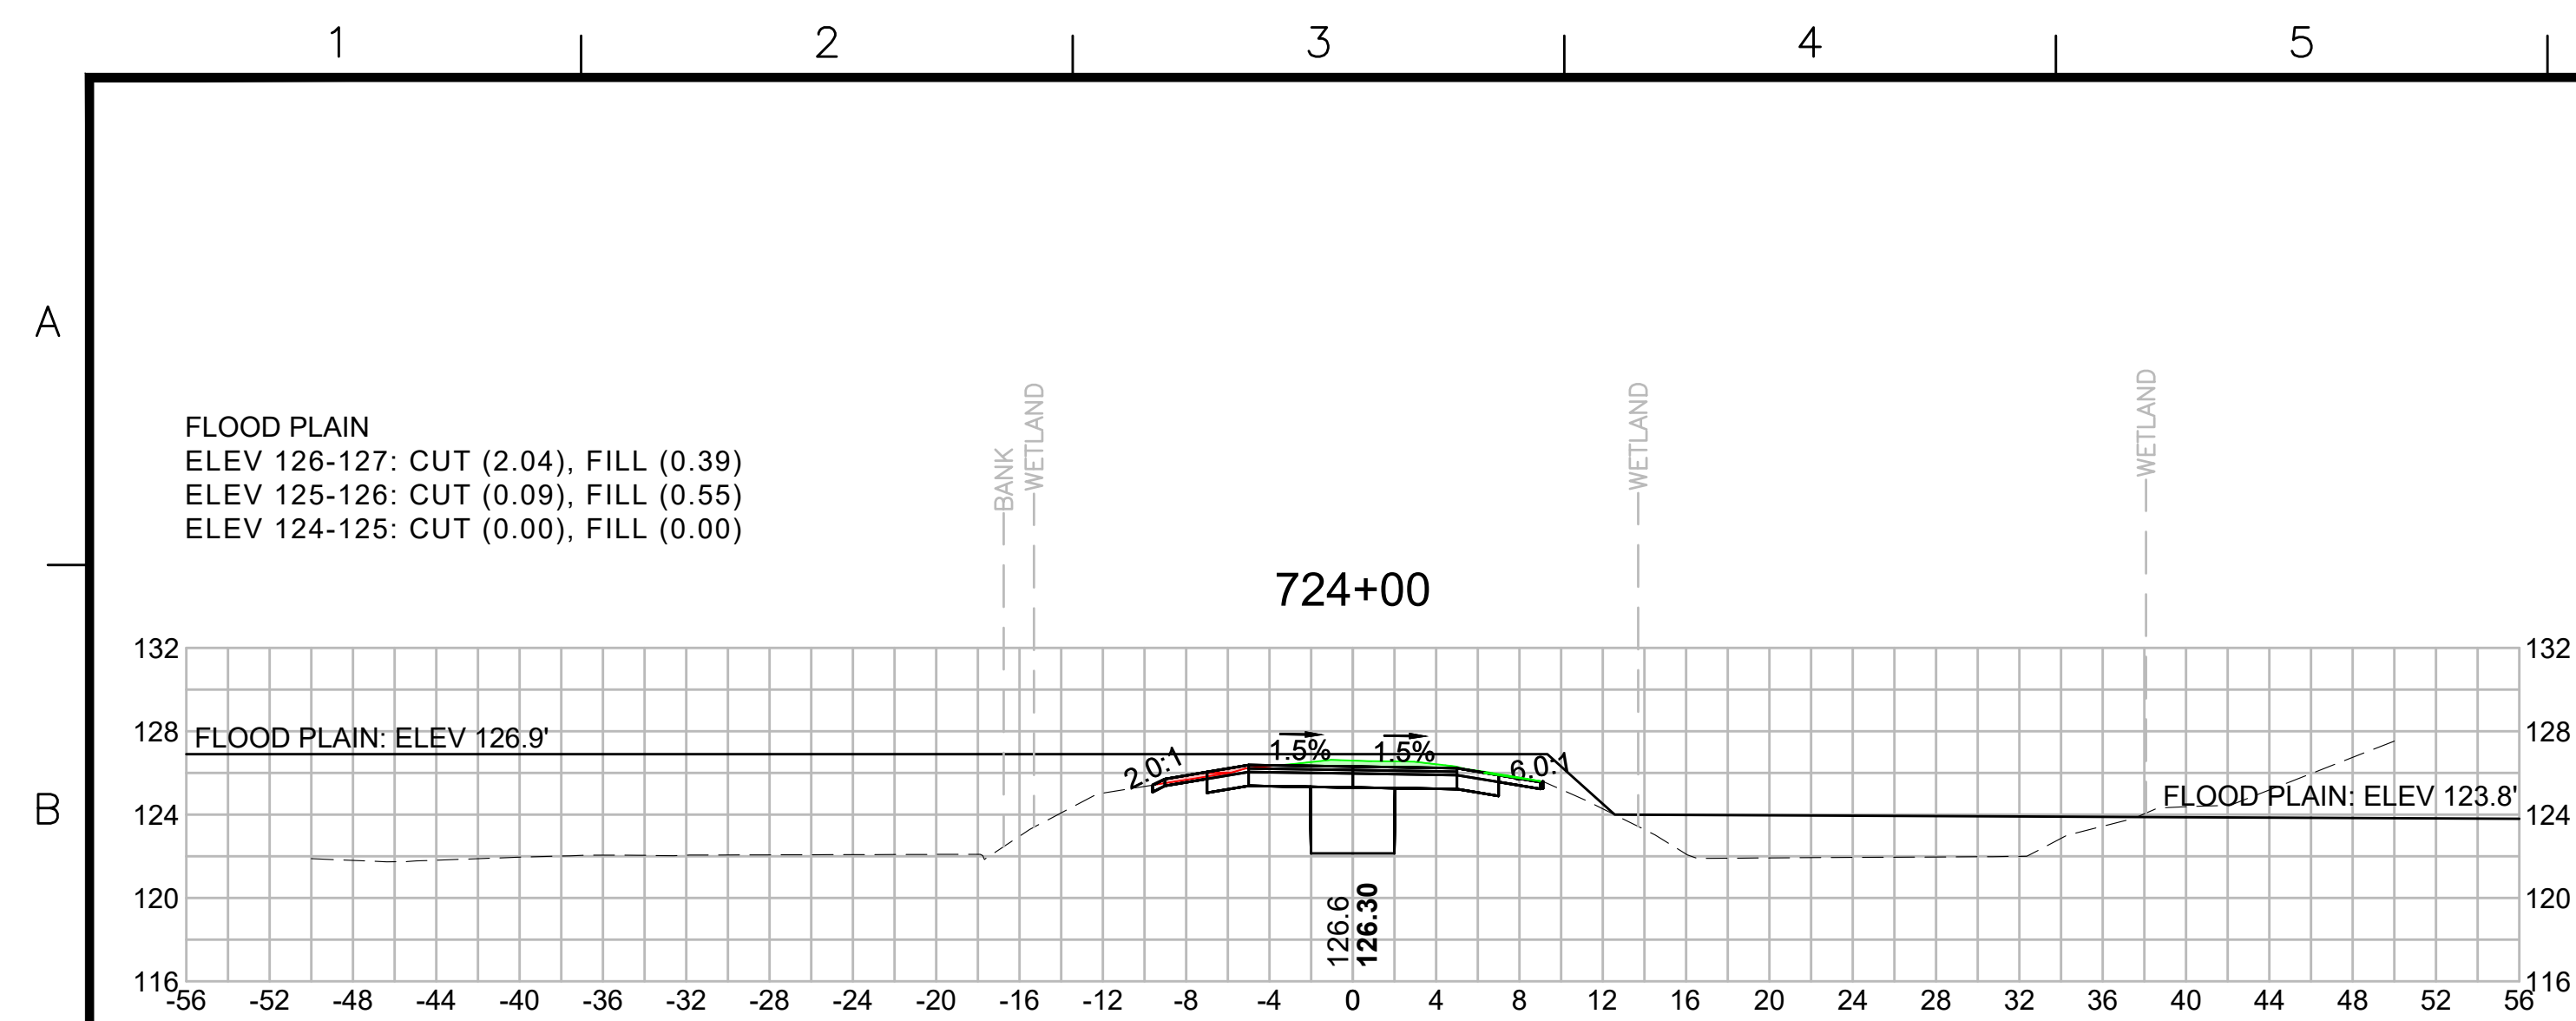 1 2 3 4 5
A
FLOOD PLAIN
ELEV 126-127: CUT (2.04), FILL (0.39)
ELEV 125-126: CUT (0.09), FILL (0.55)
ELEV 124-125: CUT (0.00), FILL (0.00)
BANK
WETLAND
WETLAND
WETLAND
724+00
132 132
128 128
FLOOD PLAIN: ELEV 126.9'
2.0:1
1.5%
1.5%
6.0:1
B
FLOOD PLAIN: ELEV 123.8'
124 124
120 120
126.6
126.30
116 116
-56 -52 -48 -44 -40 -36 -32 -28 -24 -20 -16 -12 -8 -4 0 4 8 12 16 20 24 28 32 36 40 44 48 52 56